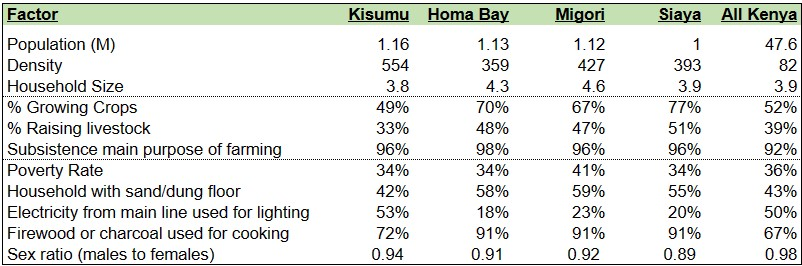 Factor Kisumu Homa Bay Migori Siaya All Kenya
Population (M) 1.16 1.13 1.12 1 47.6
Density 554 359 427 393 82
Household Size 3.8 4.3 4.6 3.9 3.9
% Growing Crops 49% 70% 67% 77% 52%
% Raising livestock 33% 48% 47% 51% 39%
Subsistence main purpose of farming 96% 98% 96% 96% 92%
Poverty Rate 34% 34% 41% 34% 36%
Household with sand/dung floor 42% 58% 59% 55% 43%
Electricity from main line used for lighting 53% 18% 23% 20% 50%
Firewood or charcoal used for cooking 72% 91% 91% 91% 67%
Sex ratio (males to females) 0.94 0.91 0.92 0.89 0.98